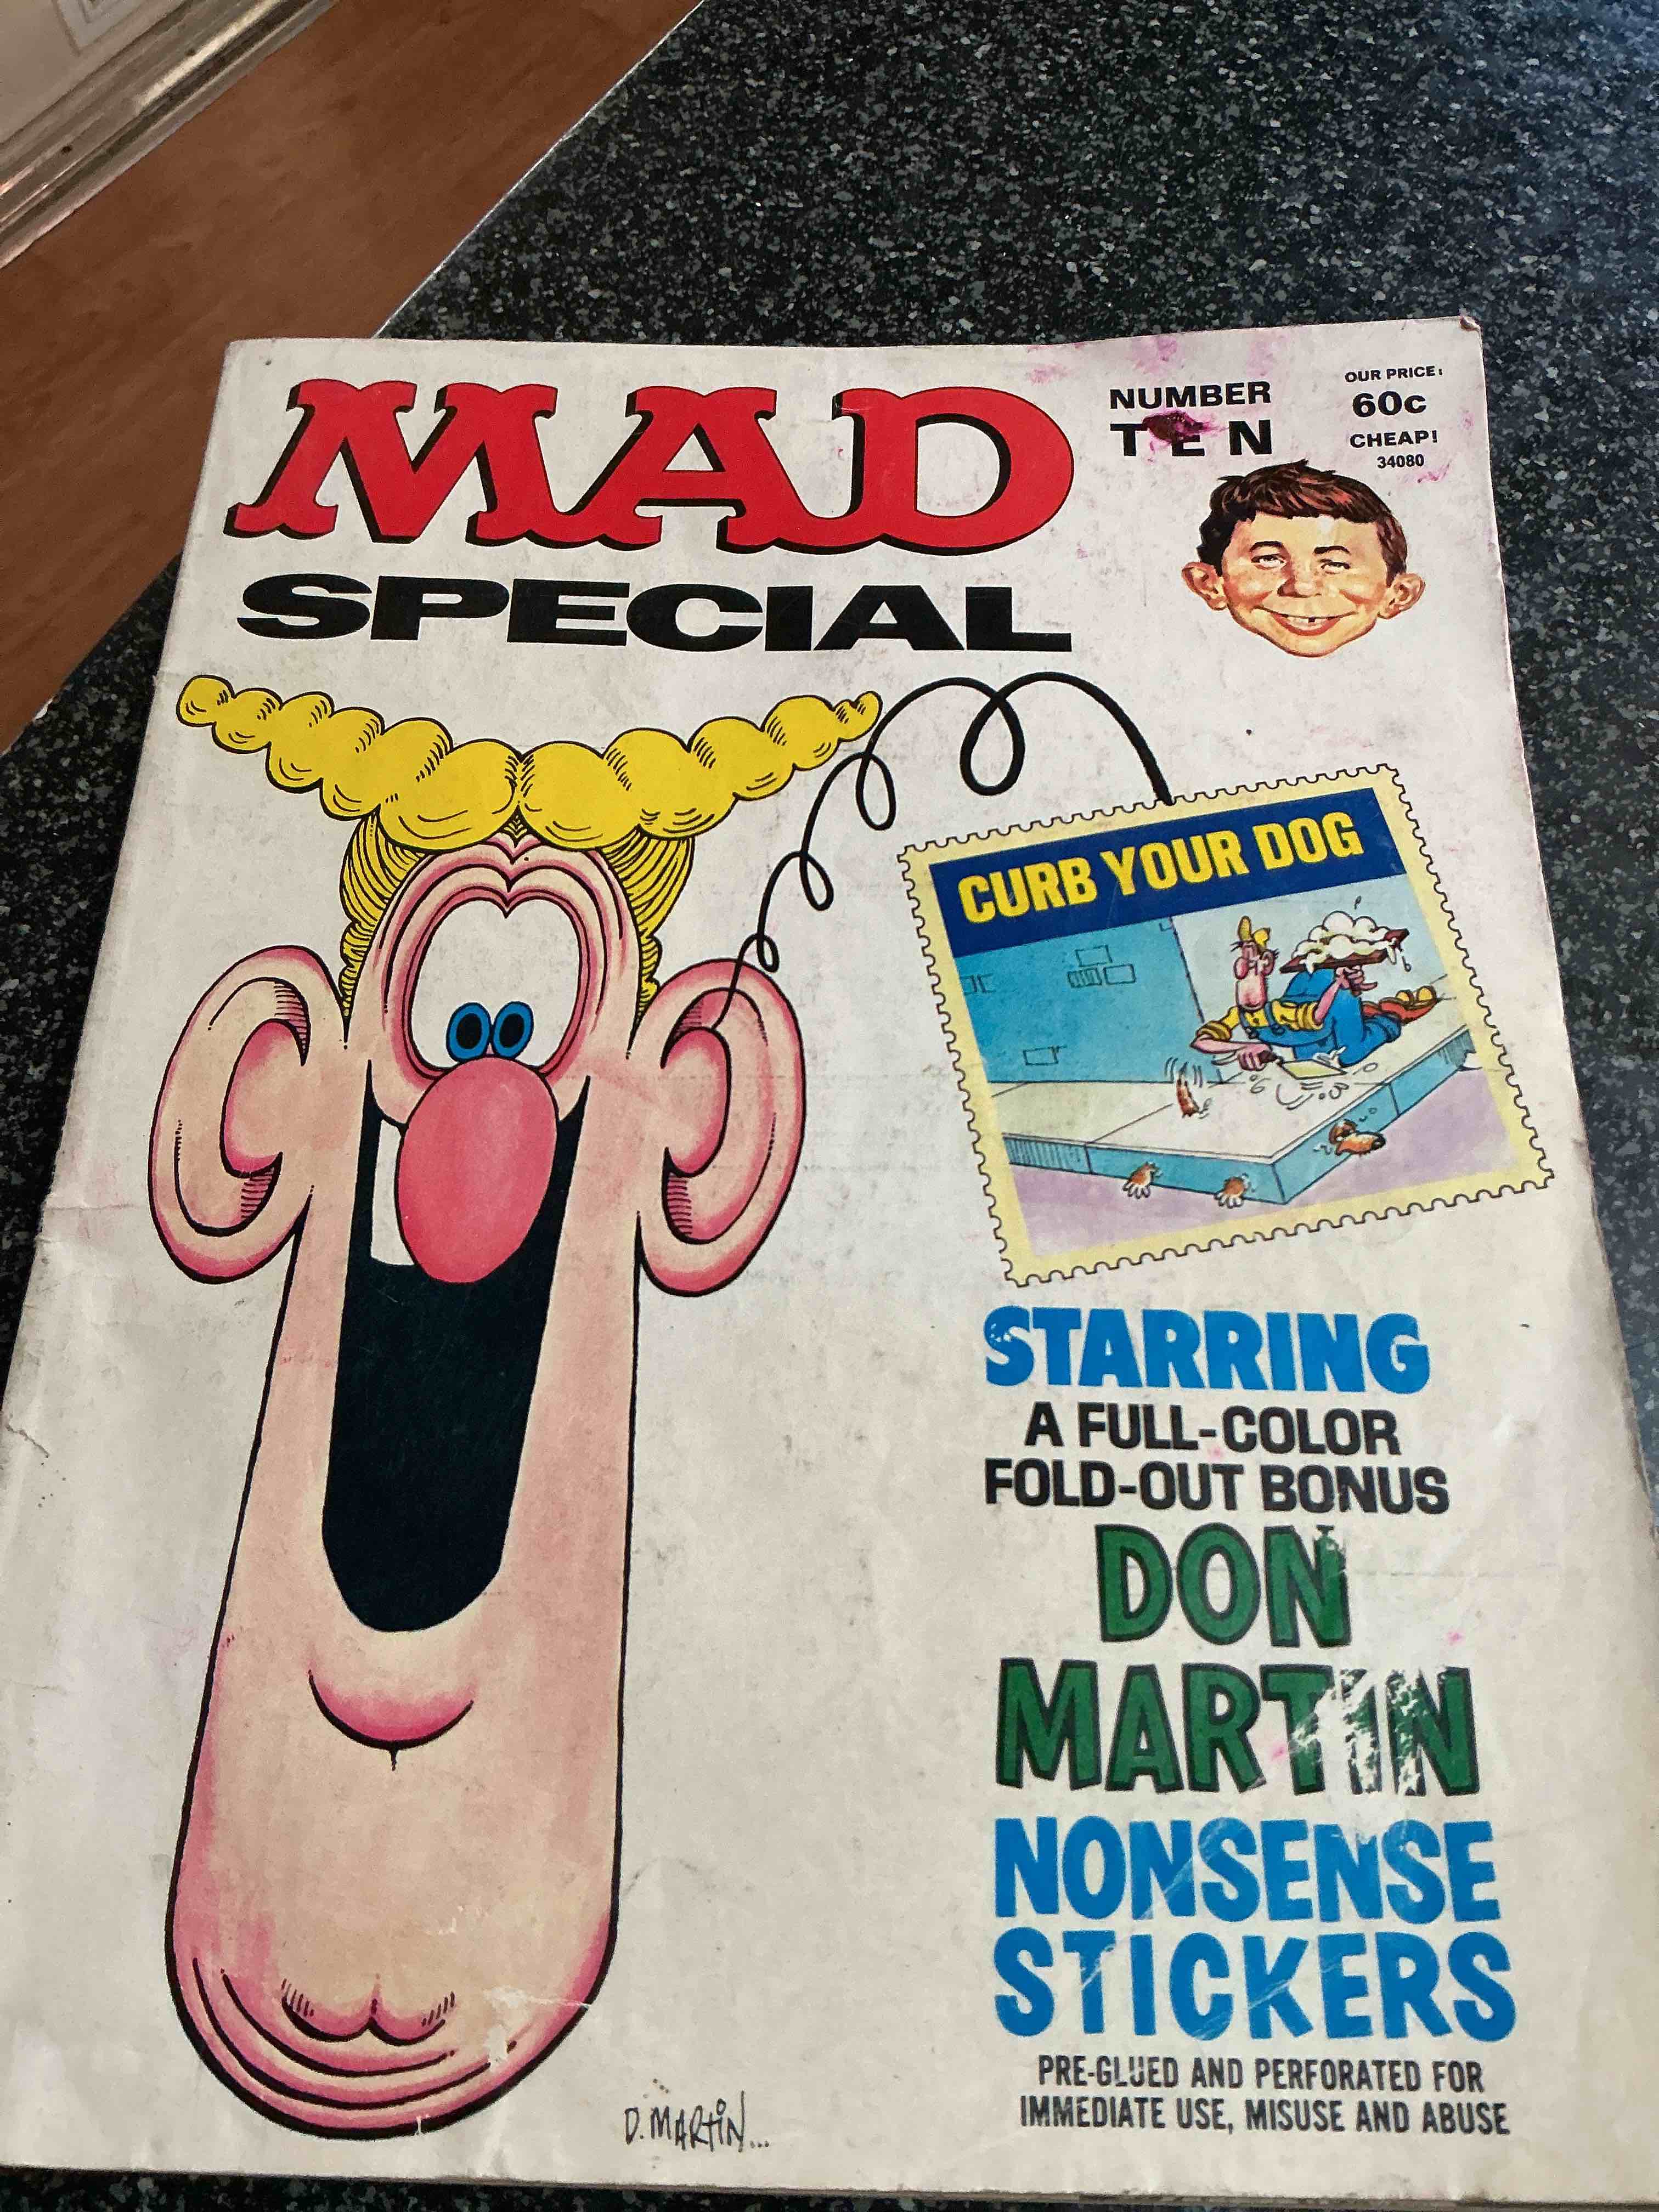 MAD
SPECIAL
NUMBER
TEN
OUR PRICE:
60c
CHEAP!
34080
CURB YOUR DOG
STARRING
A FULL-COLOR
FOLD-OUT BONUS
DON
MARTIN
NONSENSE
STICKERS
PRE-GLUED AND PERFORATED FOR
IMMEDIATE USE, MISUSE AND ABUSE
D. MARTIN...